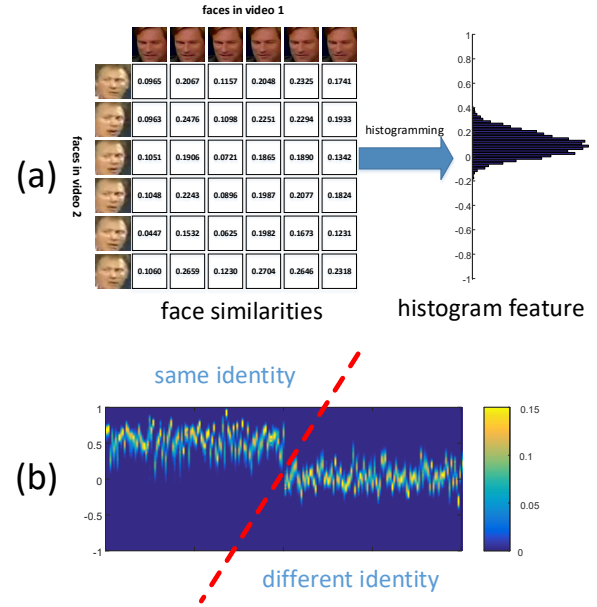 faces in video 1
faces in video 2
0.0965 0.2067 0.1157 0.2048 0.2325 0.1741
0.0963 0.2476 0.1098 0.2251 0.2294 0.1933
0.1051 0.1906 0.0721 0.1865 0.1890 0.1342
0.1048 0.2243 0.0896 0.1987 0.2077 0.1824
0.0447 0.1532 0.0625 0.1982 0.1673 0.1231
0.1060 0.2659 0.1230 0.2704 0.2646 0.2318
(a)
histogramming
1
0.8
0.6
0.4
0.2
0
-0.2
-0.4
-0.6
-0.8
-1
face similarities
histogram feature
same identity
(b)
1
0.5
0
-0.5
-1
0.15
0.1
0.05
0
different identity